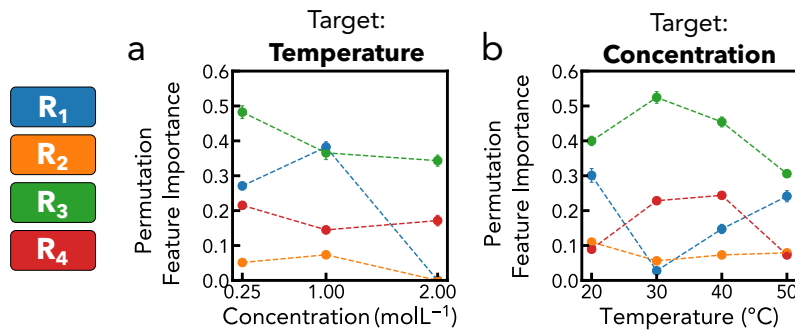 R₁
R₂
R₃
R₄
a
Target:
Temperature
Permutation
Feature Importance
0.6
0.5
0.4
0.3
0.2
0.1
0.0
0.25 1.00 2.00
Concentration (molL⁻¹)
b
Target:
Concentration
Permutation
Feature Importance
0.6
0.5
0.4
0.3
0.2
0.1
0.0
20 30 40 50
Temperature (°C)